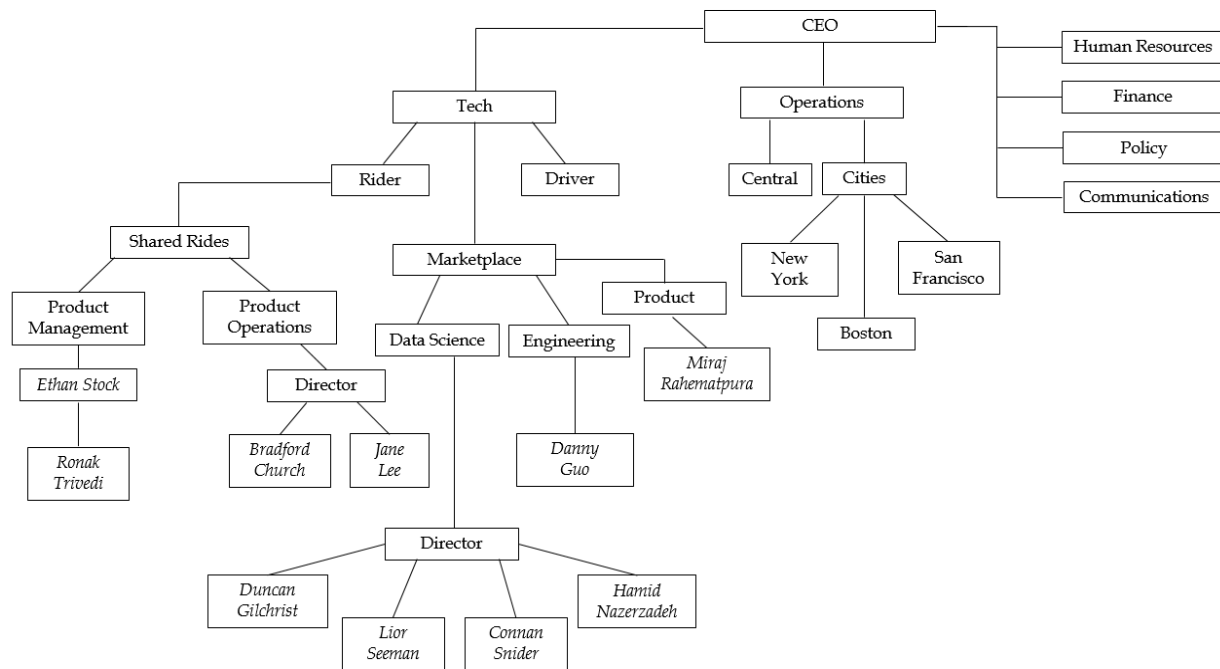 CEO
Human Resources
Finance
Policy
Communications
Tech
Operations
Rider
Driver
Central
Cities
Shared Rides
Marketplace
New
York
San
Francisco
Boston
Product
Management
Product
Operations
Data Science
Engineering
Product
Ethan Stock
Director
Miraj
Rahematpura
Ronak
Trivedi
Bradford
Church
Jane
Lee
Danny
Guo
Director
Duncan
Gilchrist
Lior
Seeman
Connan
Snider
Hamid
Nazerzadeh